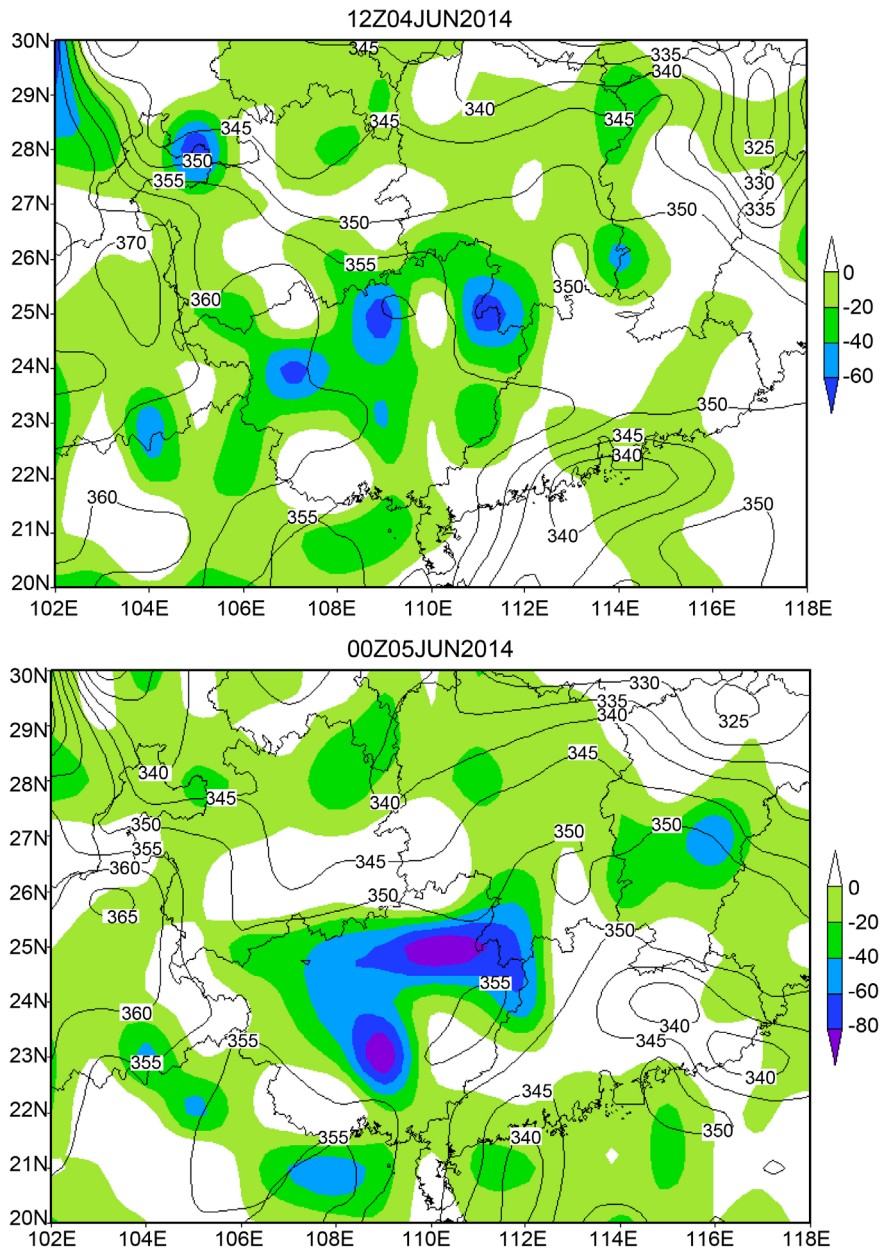 12Z04JUN2014
30N 345 335
340
29N 340
345 345 345
28N 350 325
355 330
27N 350 350 335
370
26N 355
360 350
25N
24N
23N 350
345
22N 340
360 355 350
21N 340
20N
102E 104E 106E 108E 110E 112E 114E 116E 118E
0
-20
-40
-60
00Z05JUN2014
30N 330
335
340 325
29N
345
28N 340
345 340
27N 350 350 350
355 345
360
26N 365 350
350
25N
355
24N 360 340
355 345
23N 355
345 340
22N
355 340 350
21N
20N
102E 104E 106E 108E 110E 112E 114E 116E 118E
0
-20
-40
-60
-80